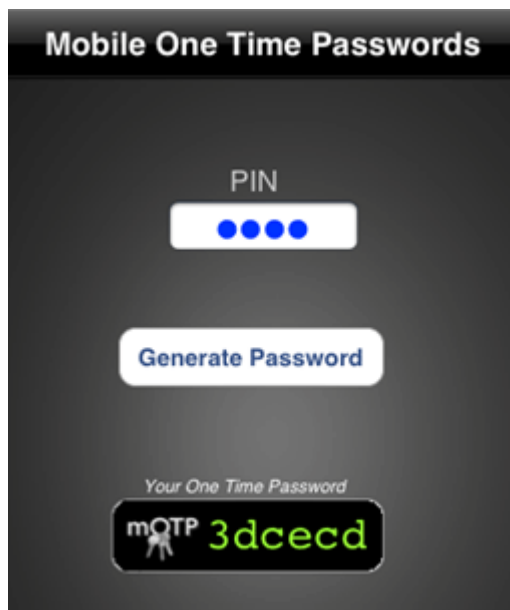 Mobile One Time Passwords
PIN
Generate Password
Your One Time Password
mOTP 3dcecd